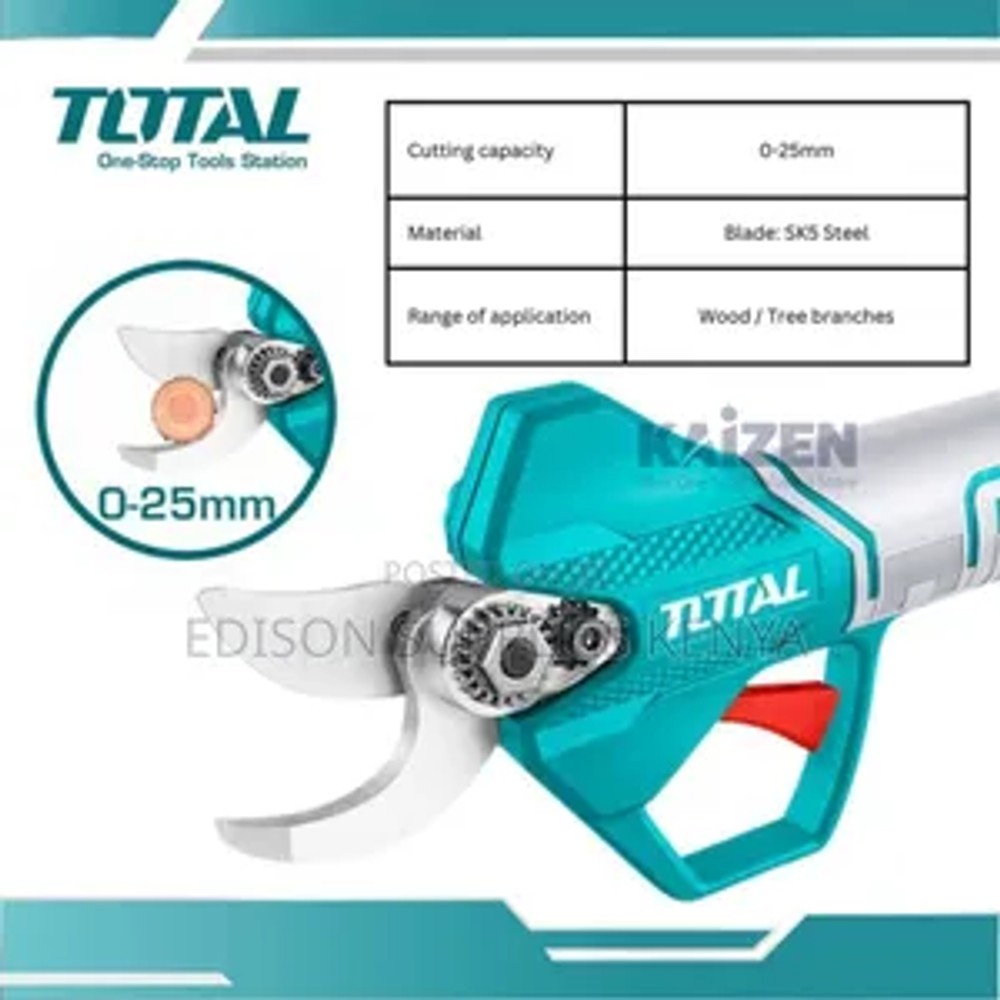 TOTAL
One-Stop Tools Station
Cutting capacity 0-25mm
Material Blade: SK5 Steel
Range of application Wood / Tree branches
0-25mm
KAIZEN
TOTAL
EDISON KENYA